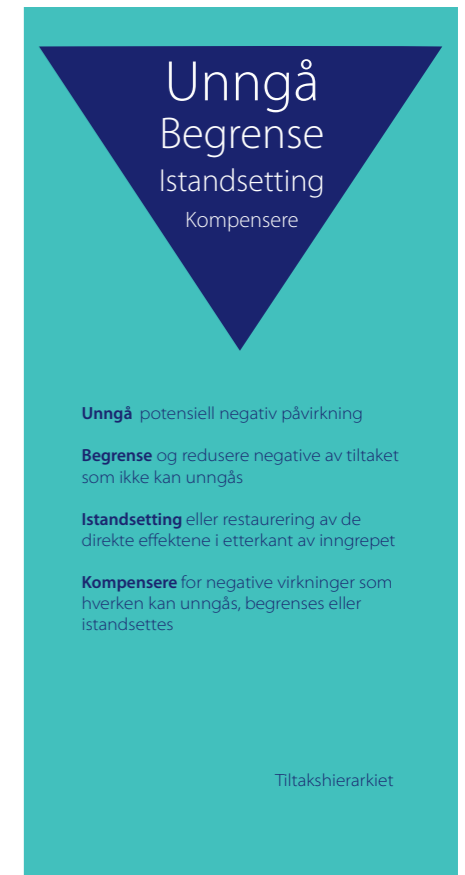 Unngå
Begrense
Istandsetting
Kompensere
Unngå potensiell negativ påvirkning
Begrense og redusere negative av tiltaket
som ikke kan unngås
Istandsetting eller restaurering av de
direkte effektene i etterkant av inngrepet
Kompensere for negative virkninger som
hverken kan unngås, begrenses eller
istandsettes
Tiltakshierarkiet